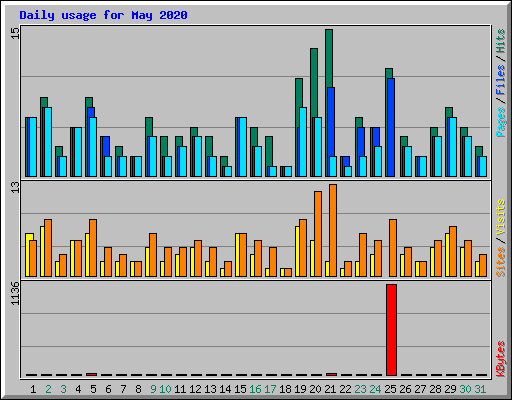 Daily usage for May 2020
15
Pages / Files / Hits
13
Sites / Visits
1136
KBytes
1 2 3 4 5 6 7 8 9 10 11 12 13 14 15 16 17 18 19 20 21 22 23 24 25 26 27 28 29 30 31